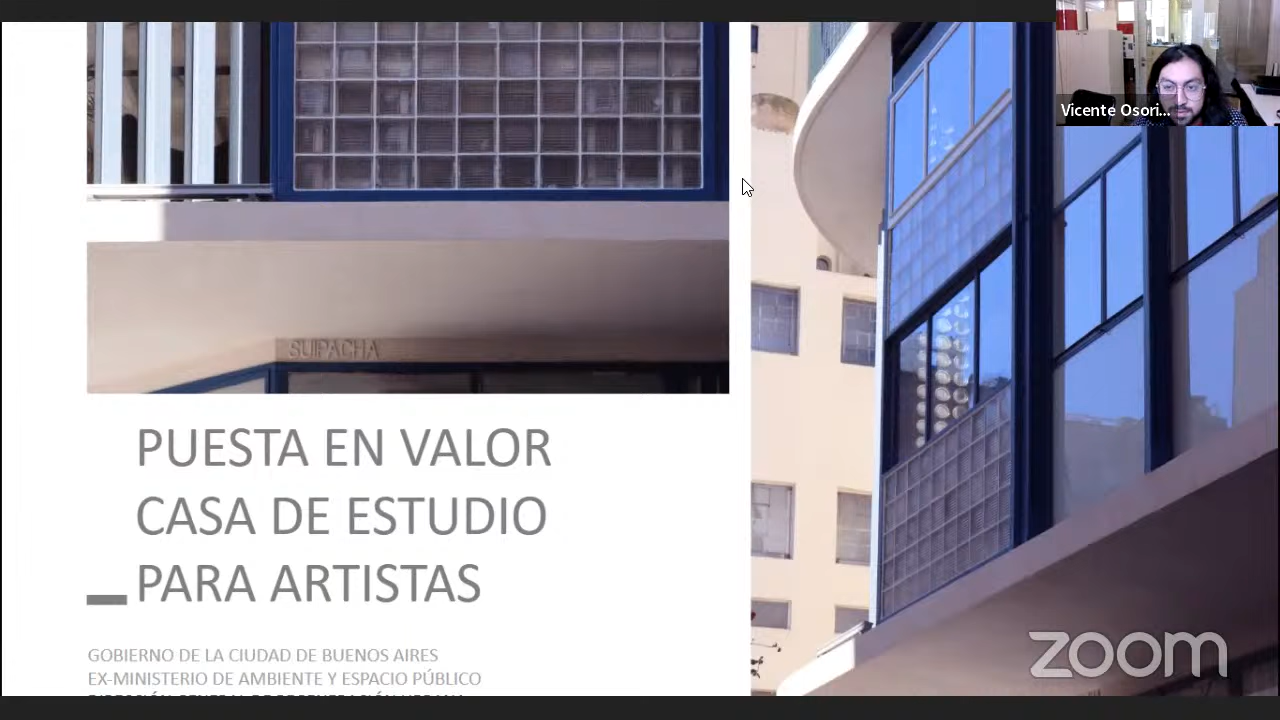 Vicente Osori...
SUIPACHA
PUESTA EN VALOR
CASA DE ESTUDIO
PARA ARTISTAS
GOBIERNO DE LA CIUDAD DE BUENOS AIRES
EX-MINISTERIO DE AMBIENTE Y ESPACIO PÚBLICO
zoom